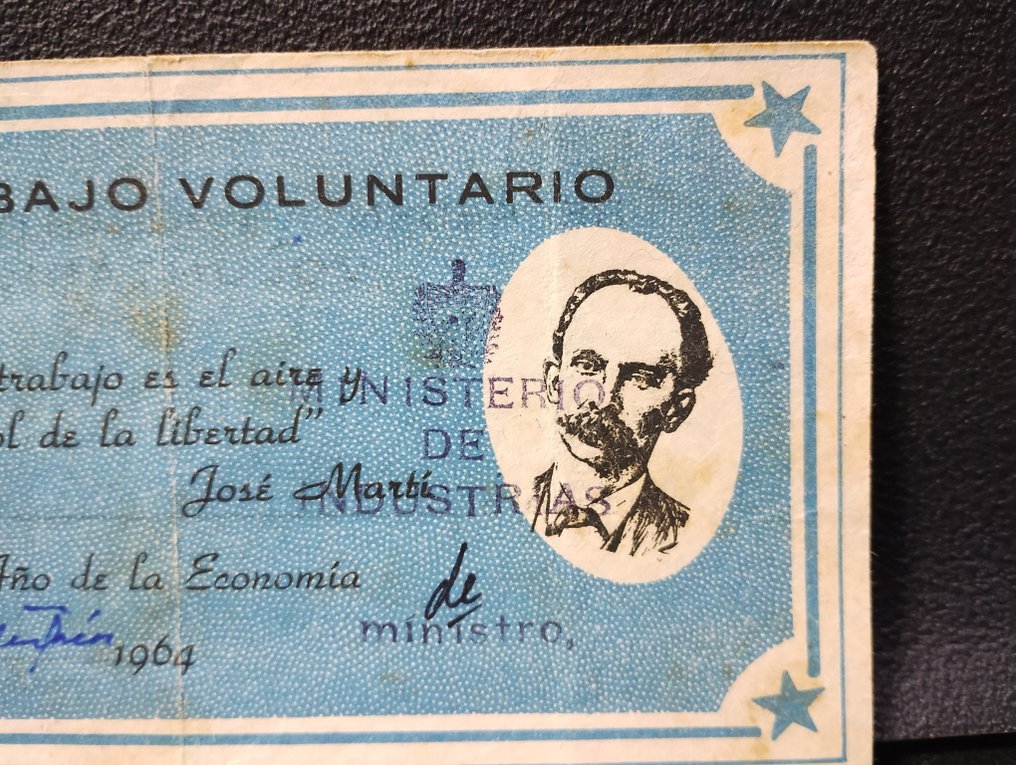 BAJO VOLUNTARIO
trabajo es el aire y
ol de la libertad”
José Martí
MINISTERIO
DE
INDUSTRIAS
Año de la Economía
1964
de
ministro,